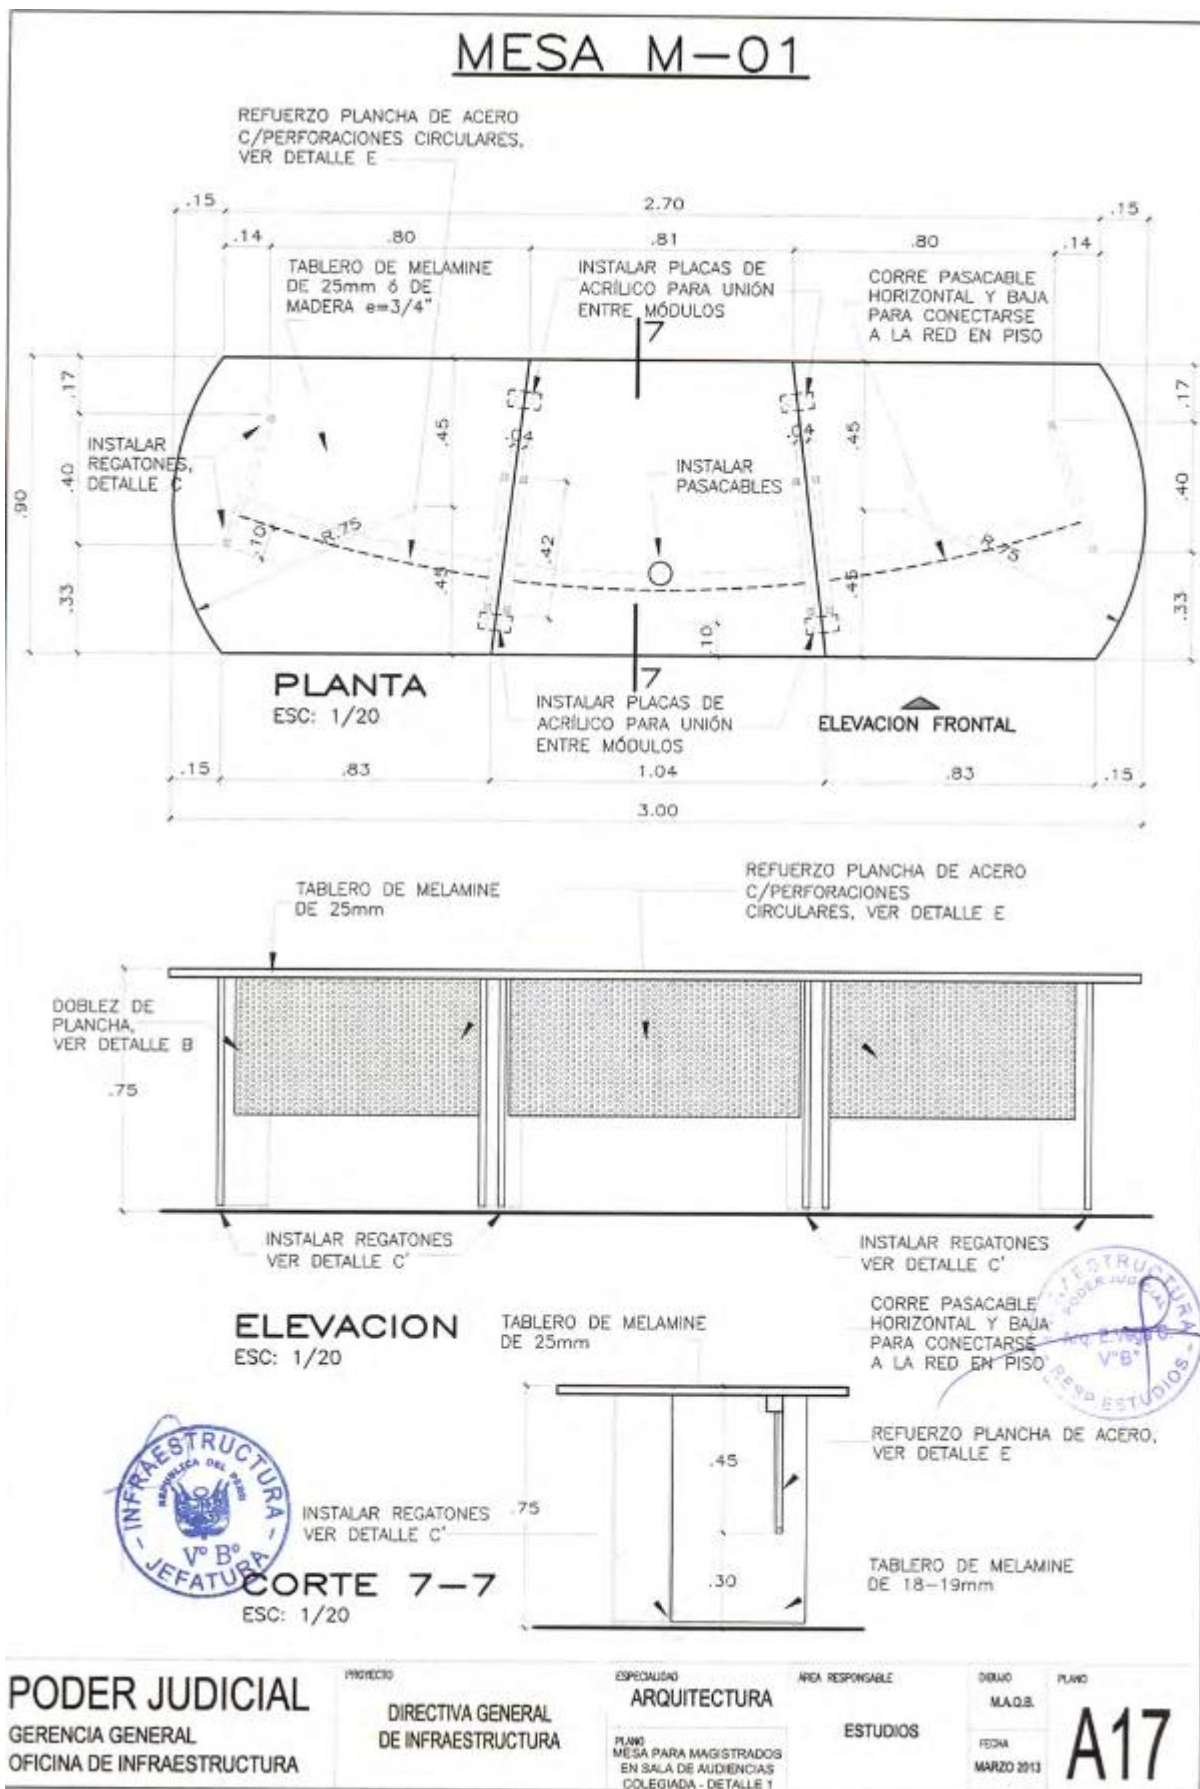 MESA M-01
REFUERZO PLANCHA DE ACERO
C/PERFORACIONES CIRCULARES,
VER DETALLE E
.15
2.70
.15
.14
.80
.81
.80
.14
TABLERO DE MELAMINE
DE 25mm ó DE
MADERA e=3/4"
INSTALAR PLACAS DE
ACRÍLICO PARA UNIÓN
ENTRE MÓDULOS
CORRE PASACABLE
HORIZONTAL Y BAJA
PARA CONECTARSE
A LA RED EN PISO
7
.17
.17
INSTALAR
REGATONES,
DETALLE C
.45
.04
.04
.45
INSTALAR
PASACABLES
.90
.40
.40
.10
R.75
.42
R.75
.45
.45
.33
.33
.10
7
PLANTA
ESC: 1/20
INSTALAR PLACAS DE
ACRÍLICO PARA UNIÓN
ENTRE MÓDULOS
ELEVACION FRONTAL
.15
.83
1.04
.83
.15
3.00
TABLERO DE MELAMINE
DE 25mm
REFUERZO PLANCHA DE ACERO
C/PERFORACIONES
CIRCULARES, VER DETALLE E
DOBLEZ DE
PLANCHA,
VER DETALLE B
.75
INSTALAR REGATONES
VER DETALLE C'
INSTALAR REGATONES
VER DETALLE C'
ELEVACION
ESC: 1/20
TABLERO DE MELAMINE
DE 25mm
CORRE PASACABLE
HORIZONTAL Y BAJA
PARA CONECTARSE
A LA RED EN PISO
PODER JUDICIAL
V°B°
RESP. ESTUDIOS
REFUERZO PLANCHA DE ACERO,
VER DETALLE E
.45
.75
INSTALAR REGATONES
VER DETALLE C'
.30
TABLERO DE MELAMINE
DE 18-19mm
INFRAESTRUCTURA
REPUBLICA DEL PERU
V° B°
JEFATURA
CORTE 7-7
ESC: 1/20
PODER JUDICIAL
GERENCIA GENERAL
OFICINA DE INFRAESTRUCTURA
PROYECTO
DIRECTIVA GENERAL
DE INFRAESTRUCTURA
ESPECIALIDAD
ARQUITECTURA
PLANO
MESA PARA MAGISTRADOS
EN SALA DE AUDIENCIAS
COLEGIADA - DETALLE 1
AREA RESPONSABLE
ESTUDIOS
DIBUJO
M.A.Q.B.
FECHA
MARZO 2013
PLANO
A17